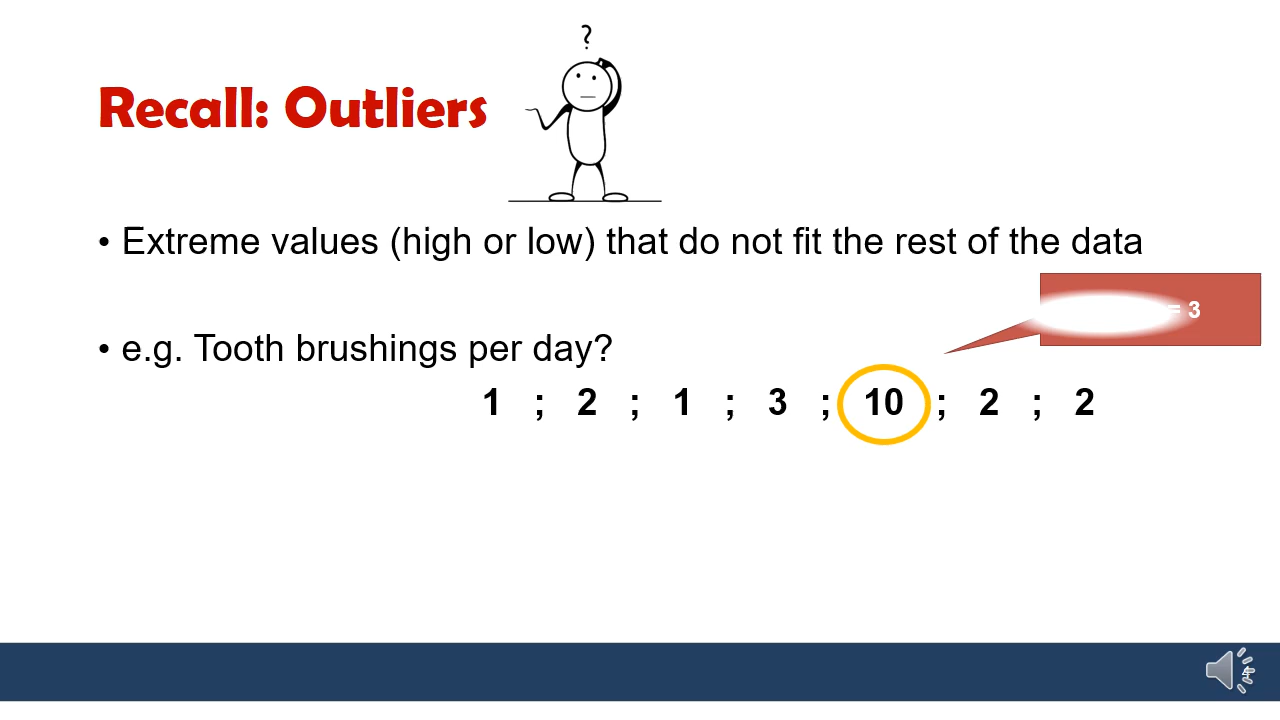 ?
Recall: Outliers
• Extreme values (high or low) that do not fit the rest of the data
= 3
• e.g. Tooth brushings per day?
1 ; 2 ; 1 ; 3 ; 10 ; 2 ; 2